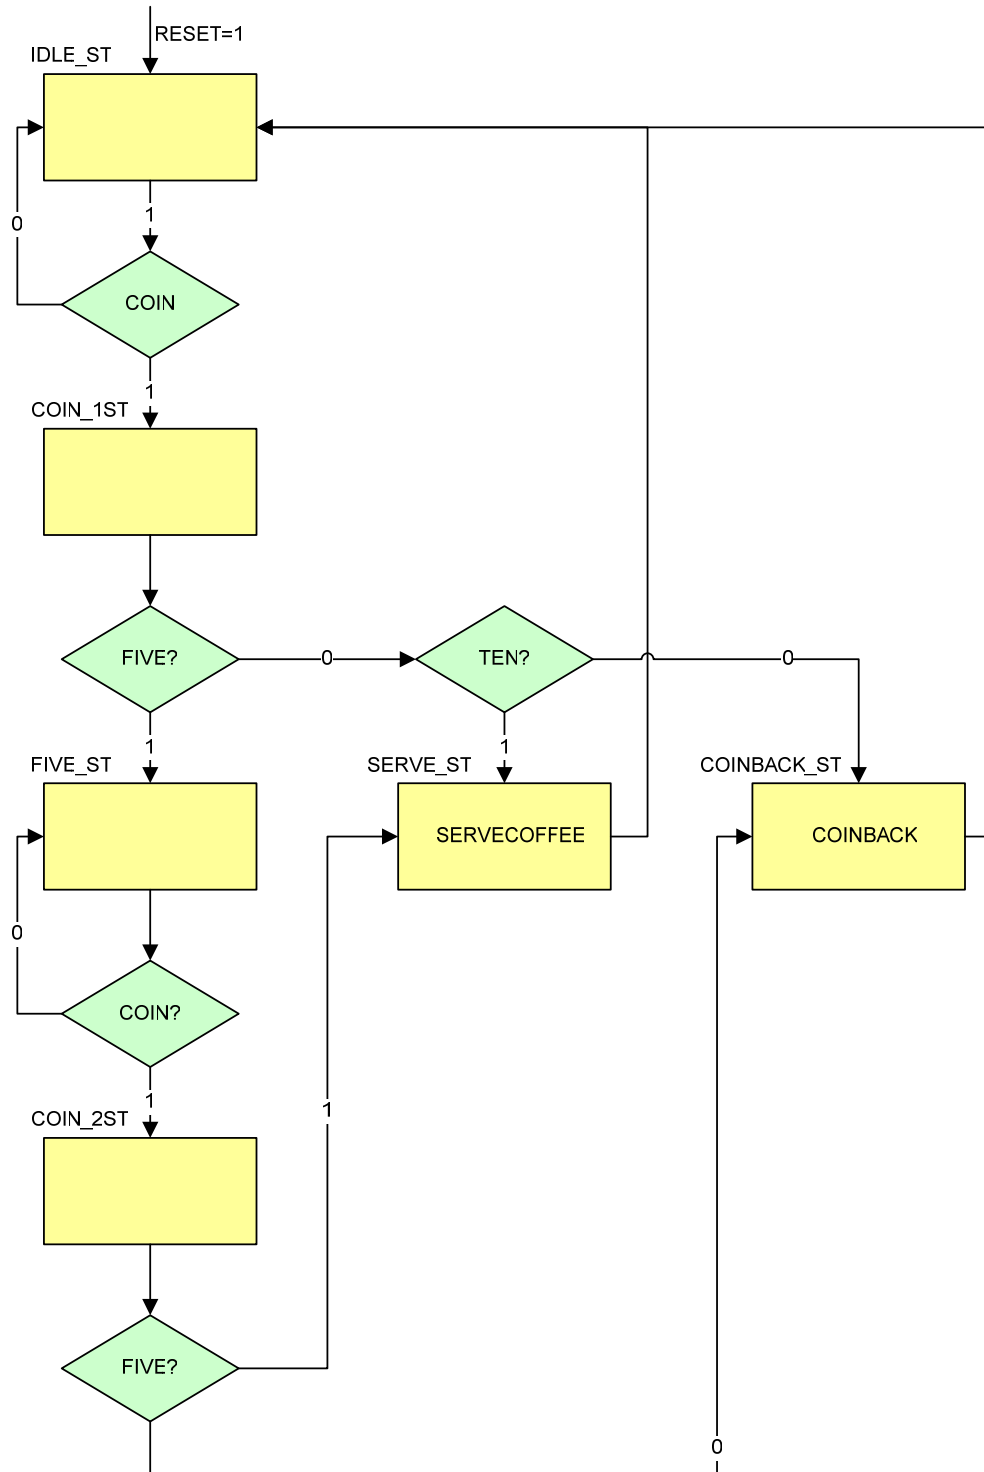 RESET=1
IDLE_ST
1
0
COIN
1
COIN_1ST
FIVE?
0
TEN?
0
1
1
FIVE_ST
SERVE_ST
COINBACK_ST
SERVECOFFEE
COINBACK
0
COIN?
1
1
COIN_2ST
FIVE?
0